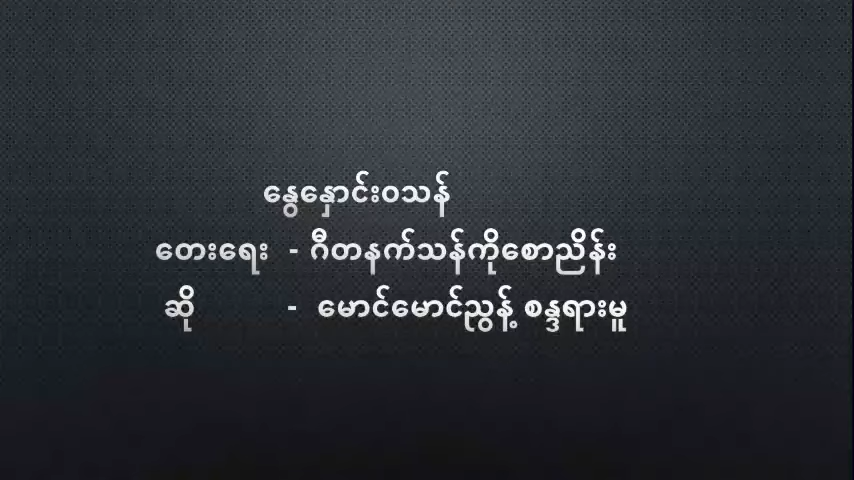 နွေနှောင်းဝသန်
တေးရေး - ဂီတနက်သန်ကိုစောညိန်း
ဆို - မောင်မောင်ညွန့် စန္ဒရားမူ